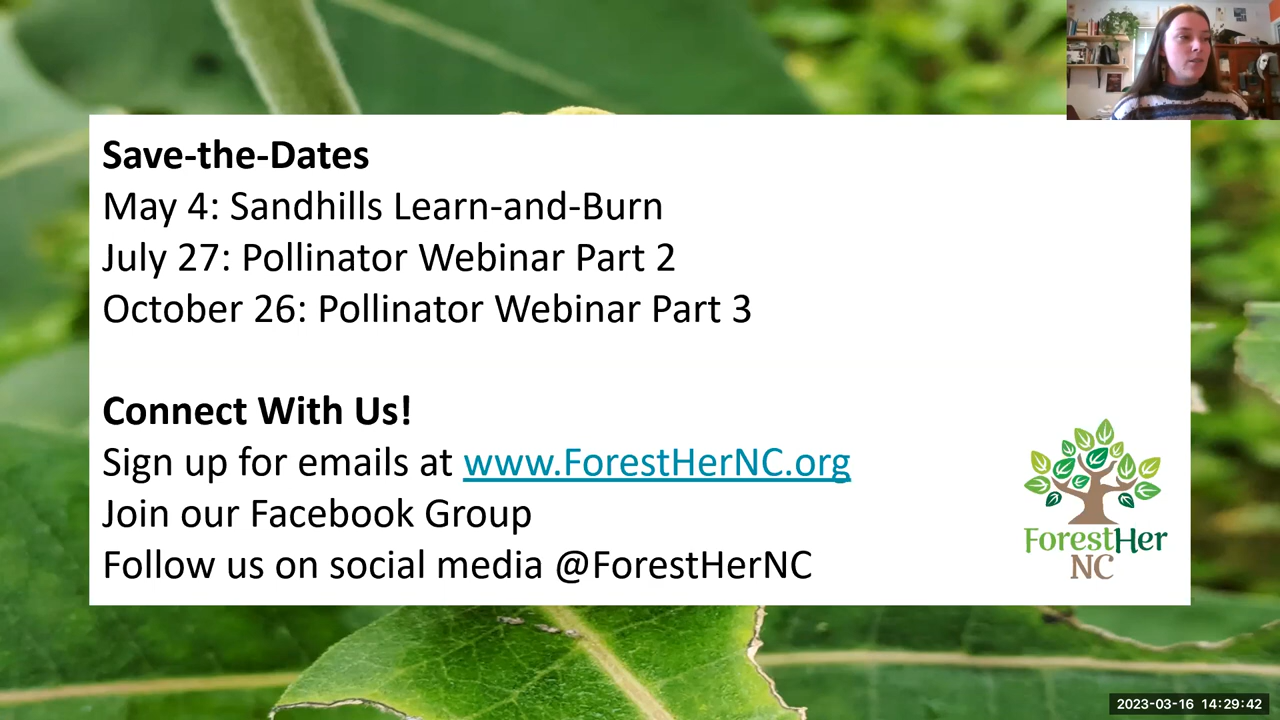 Save-the-Dates
May 4: Sandhills Learn-and-Burn
July 27: Pollinator Webinar Part 2
October 26: Pollinator Webinar Part 3
Connect With Us!
Sign up for emails at www.ForestHerNC.org
Join our Facebook Group
Follow us on social media @ForestHerNC
ForestHer
NC
2023-03-16 14:29:42